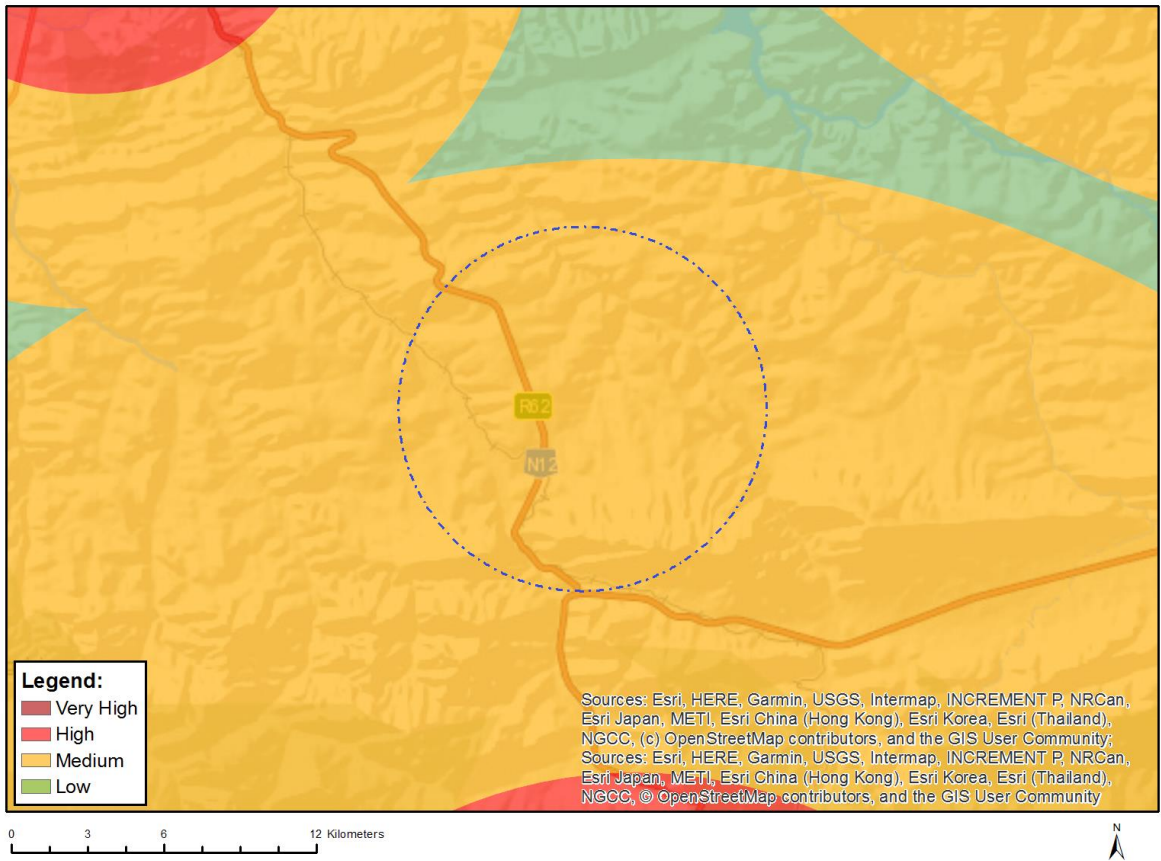 R62
N12
Legend:
Very High
High
Medium
Low
Sources: Esri, HERE, Garmin, USGS, Intermap, INCREMENT P, NRCan,
Esri Japan, METI, Esri China (Hong Kong), Esri Korea, Esri (Thailand),
NGCC, (c) OpenStreetMap contributors, and the GIS User Community;
Sources: Esri, HERE, Garmin, USGS, Intermap, INCREMENT P, NRCan,
Esri Japan, METI, Esri China (Hong Kong), Esri Korea, Esri (Thailand),
NGCC, © OpenStreetMap contributors, and the GIS User Community
0 3 6 12 Kilometers
N